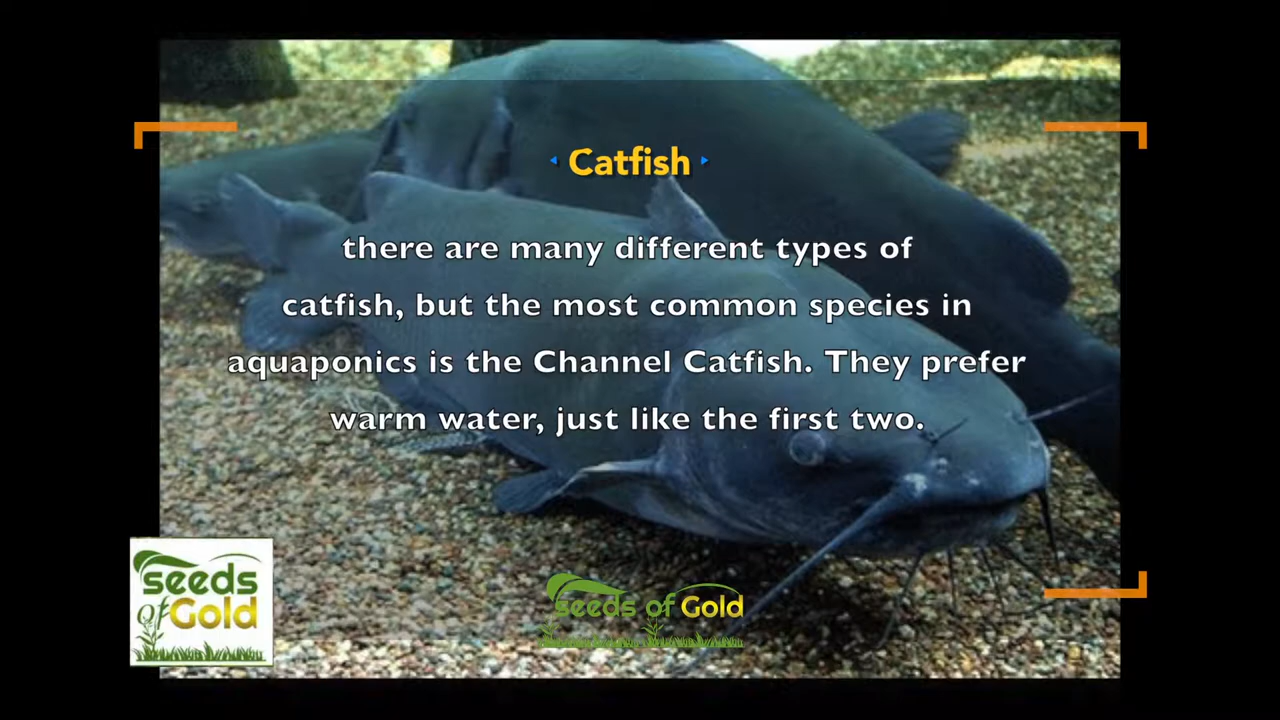 Catfish
there are many different types of
catfish, but the most common species in
aquaponics is the Channel Catfish. They prefer
warm water, just like the first two.
seeds
of Gold
seeds of Gold